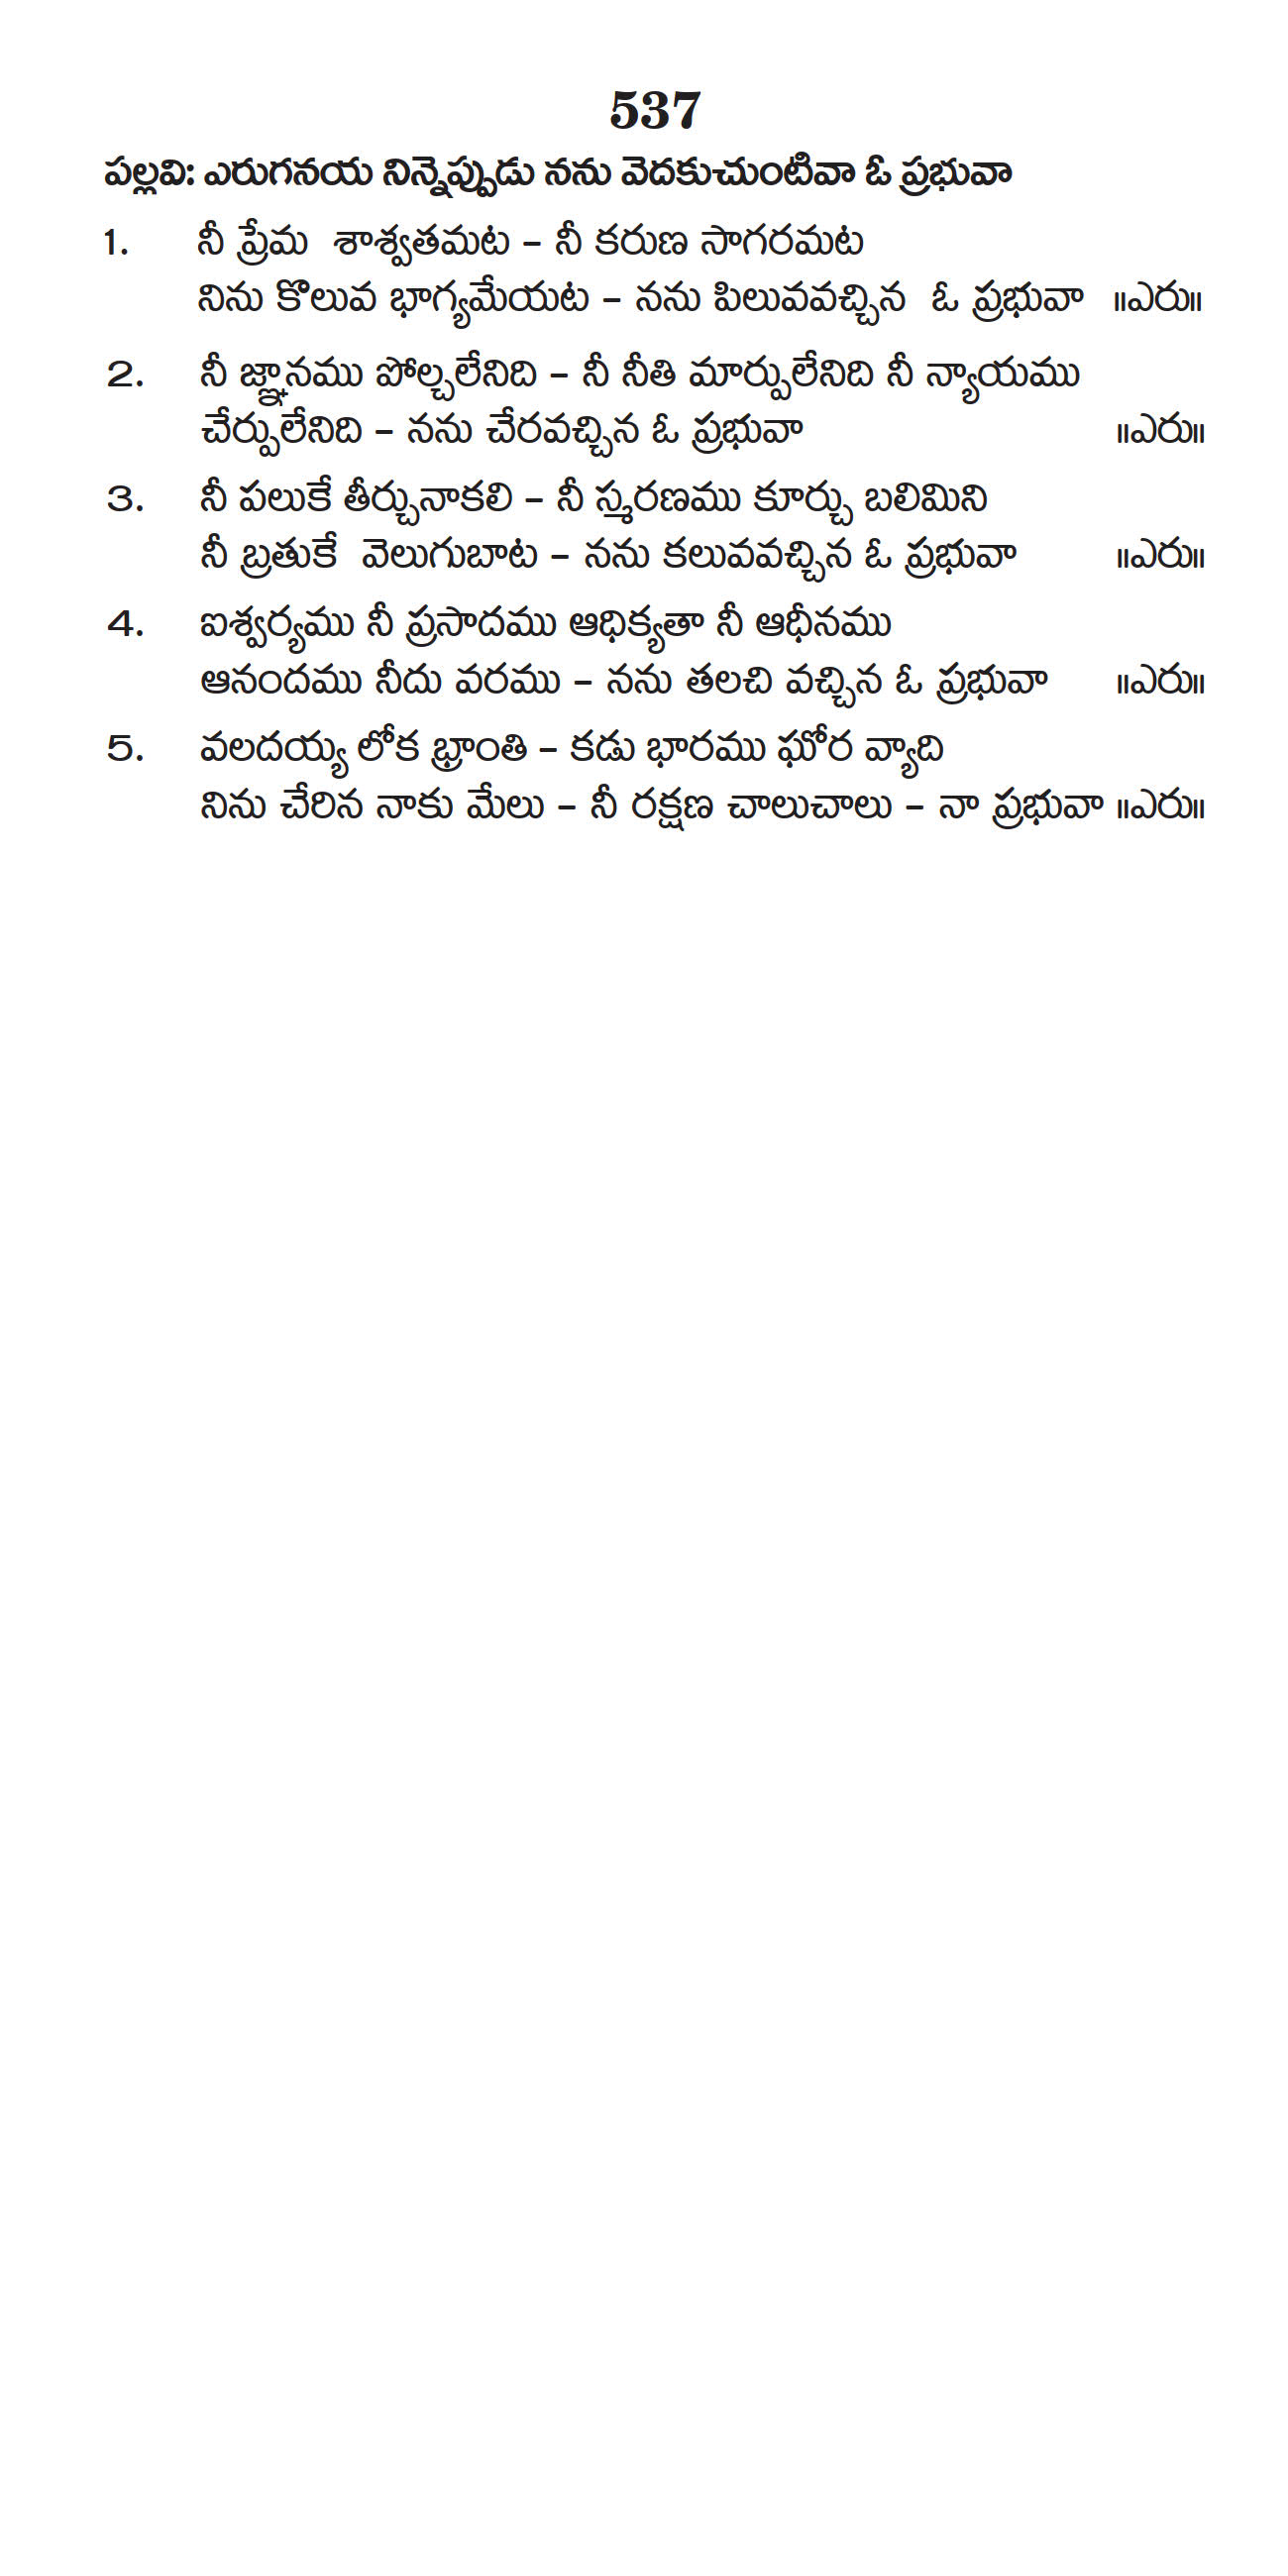 537
పల్లవి: ఎరుగనయ నిన్నెప్పుడు నను వెదకుచుంటివా ఓ ప్రభువా
1. నీ ప్రేమ శాశ్వతమట – నీ కరుణ సాగరమట
నిను కొలువ భాగ్యమేయట – నను పిలువవచ్చిన ఓ ప్రభువా ॥ఎరు॥
2. నీ జ్ఞానము పోల్చలేనిది – నీ నీతి మార్పులేనిది నీ న్యాయము
చేర్పులేనిది – నను చేరవచ్చిన ఓ ప్రభువా ॥ఎరు॥
3. నీ పలుకే తీర్చునాకలి – నీ స్మరణము కూర్చు బలిమిని
నీ బ్రతుకే వెలుగుబాట – నను కలువవచ్చిన ఓ ప్రభువా ॥ఎరు॥
4. ఐశ్వర్యము నీ ప్రసాదము ఆధిక్యతా నీ ఆధీనము
ఆనందము నీదు వరము – నను తలచి వచ్చిన ఓ ప్రభువా ॥ఎరు॥
5. వలదయ్య లోక భ్రాంతి – కడు భారము ఘోర వ్యాది
నిను చేరిన నాకు మేలు – నీ రక్షణ చాలుచాలు – నా ప్రభువా ॥ఎరు॥